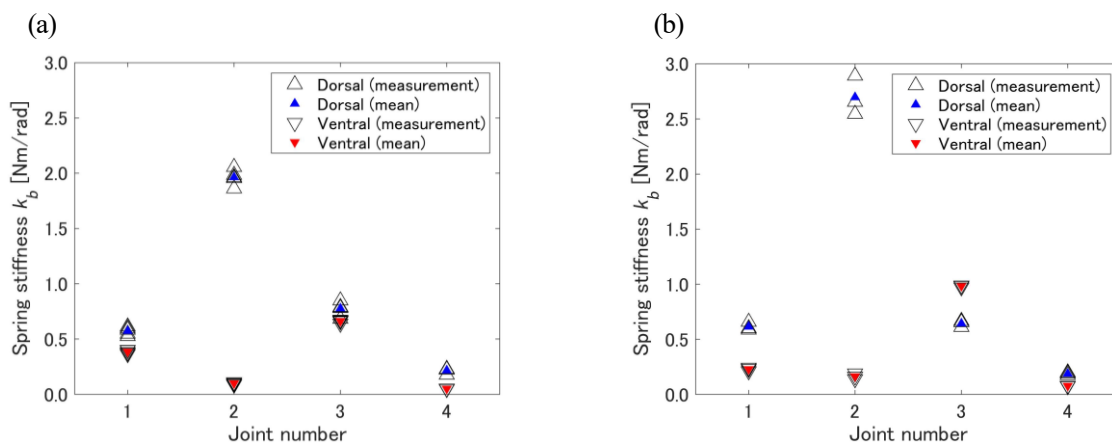 (a)
Spring stiffness k_b [Nm/rad]
3.0
2.5
2.0
1.5
1.0
0.5
0.0
Dorsal (measurement)
Dorsal (mean)
Ventral (measurement)
Ventral (mean)
1 2 3 4
Joint number
(b)
Spring stiffness k_b [Nm/rad]
3.0
2.5
2.0
1.5
1.0
0.5
0.0
Dorsal (measurement)
Dorsal (mean)
Ventral (measurement)
Ventral (mean)
1 2 3 4
Joint number